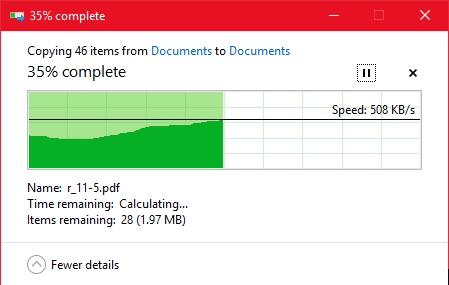 35% complete
Copying 46 items from Documents to Documents
35% complete
Speed: 508 KB/s
Name: r_11-5.pdf
Time remaining: Calculating...
Items remaining: 28 (1.97 MB)
Fewer details